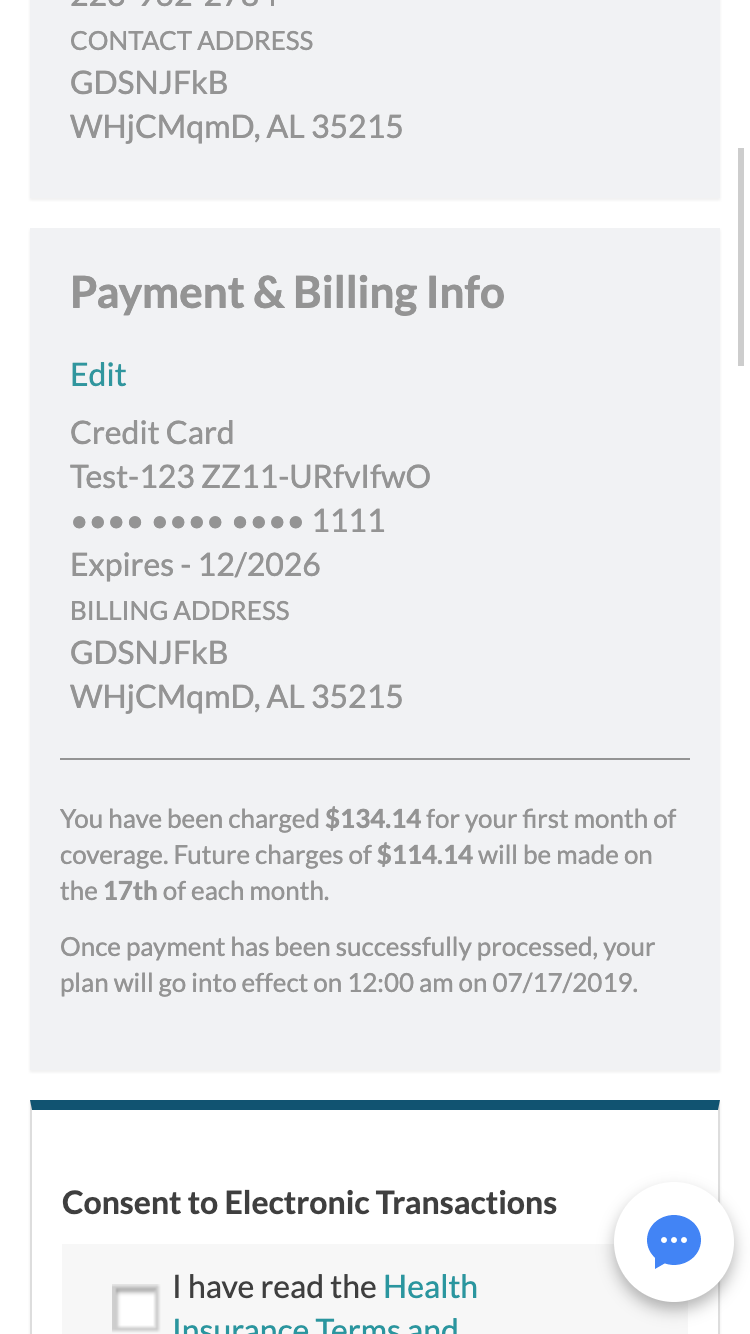 CONTACT ADDRESS
GDSNJFkB
WHjCMqmD, AL 35215
Payment & Billing Info
Edit
Credit Card
Test-123 ZZ11-URfvIfwO
•••• •••• •••• 1111
Expires - 12/2026
BILLING ADDRESS
GDSNJFkB
WHjCMqmD, AL 35215
You have been charged $134.14 for your first month of
coverage. Future charges of $114.14 will be made on
the 17th of each month.
Once payment has been successfully processed, your
plan will go into effect on 12:00 am on 07/17/2019.
Consent to Electronic Transactions
I have read the Health
Insurance Terms and